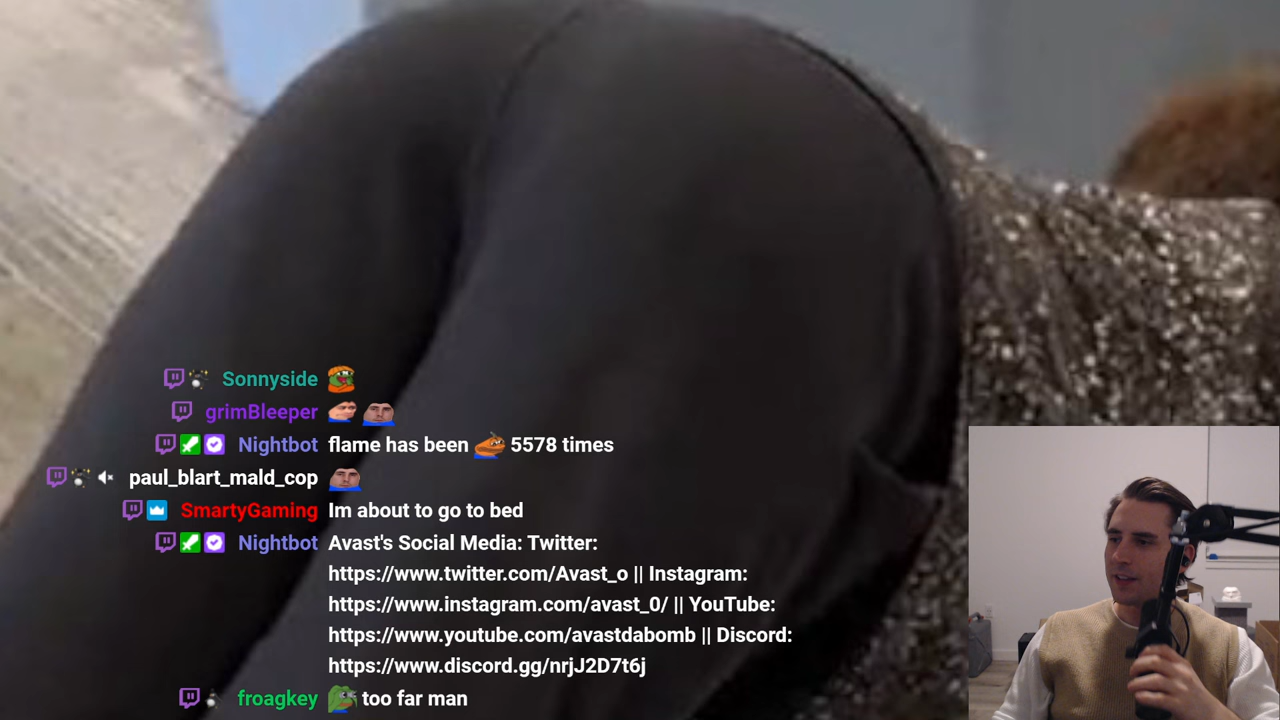 Sonnyside
grimBleeper
Nightbot flame has been 5578 times
paul_blart_mald_cop
SmartyGaming Im about to go to bed
Nightbot Avast's Social Media: Twitter:
https://www.twitter.com/Avast_o || Instagram:
https://www.instagram.com/avast_0/ || YouTube:
https://www.youtube.com/avastdabomb || Discord:
https://www.discord.gg/nrjJ2D7t6j
froagkey too far man